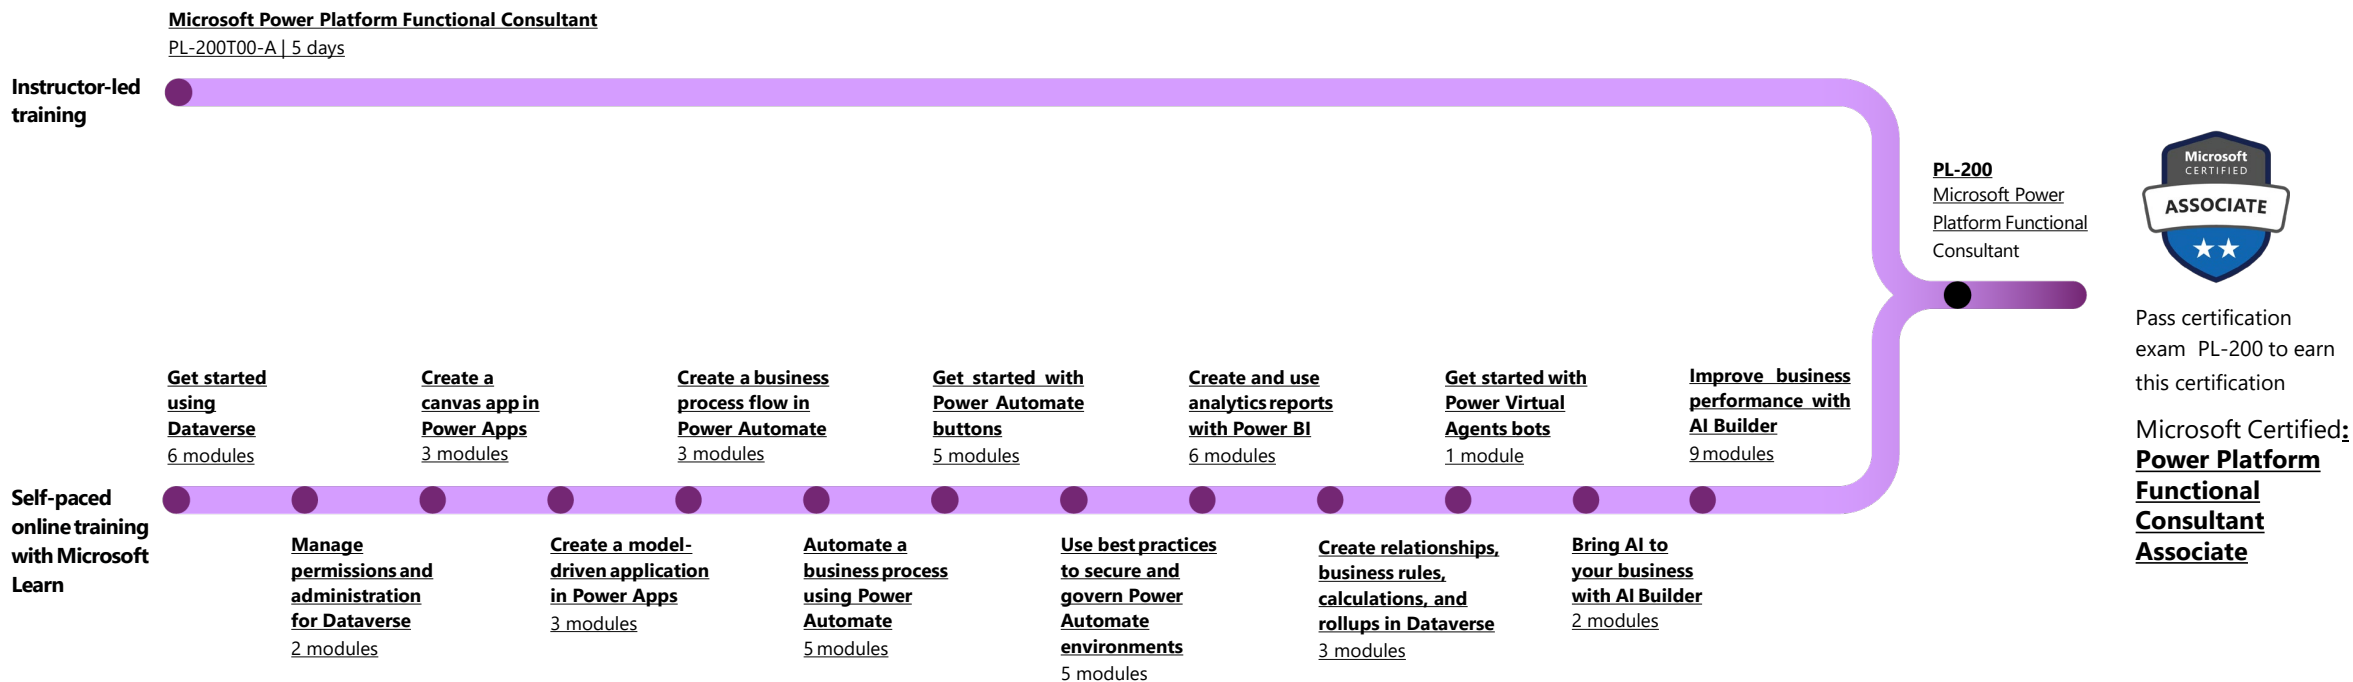 Microsoft Power Platform Functional Consultant
PL-200T00-A | 5 days
Instructor-led
training
Microsoft
CERTIFIED
ASSOCIATE
PL-200
Microsoft Power
Platform Functional
Consultant
Pass certification
exam PL-200 to earn
this certification
Microsoft Certified:
Power Platform
Functional
Consultant
Associate
Get started
using
Dataverse
6 modules
Create a
canvas app in
Power Apps
3 modules
Create a business
process flow in
Power Automate
3 modules
Get started with
Power Automate
buttons
5 modules
Create and use
analytics reports
with Power BI
6 modules
Get started with
Power Virtual
Agents bots
1 module
Improve business
performance with
AI Builder
9 modules
Self-paced
online training
with Microsoft
Learn
Manage
permissions and
administration
for Dataverse
2 modules
Create a model-
driven application
in Power Apps
3 modules
Automate a
business process
using Power
Automate
5 modules
Use best practices
to secure and
govern Power
Automate
environments
5 modules
Create relationships,
business rules,
calculations, and
rollups in Dataverse
3 modules
Bring AI to
your business
with AI Builder
2 modules